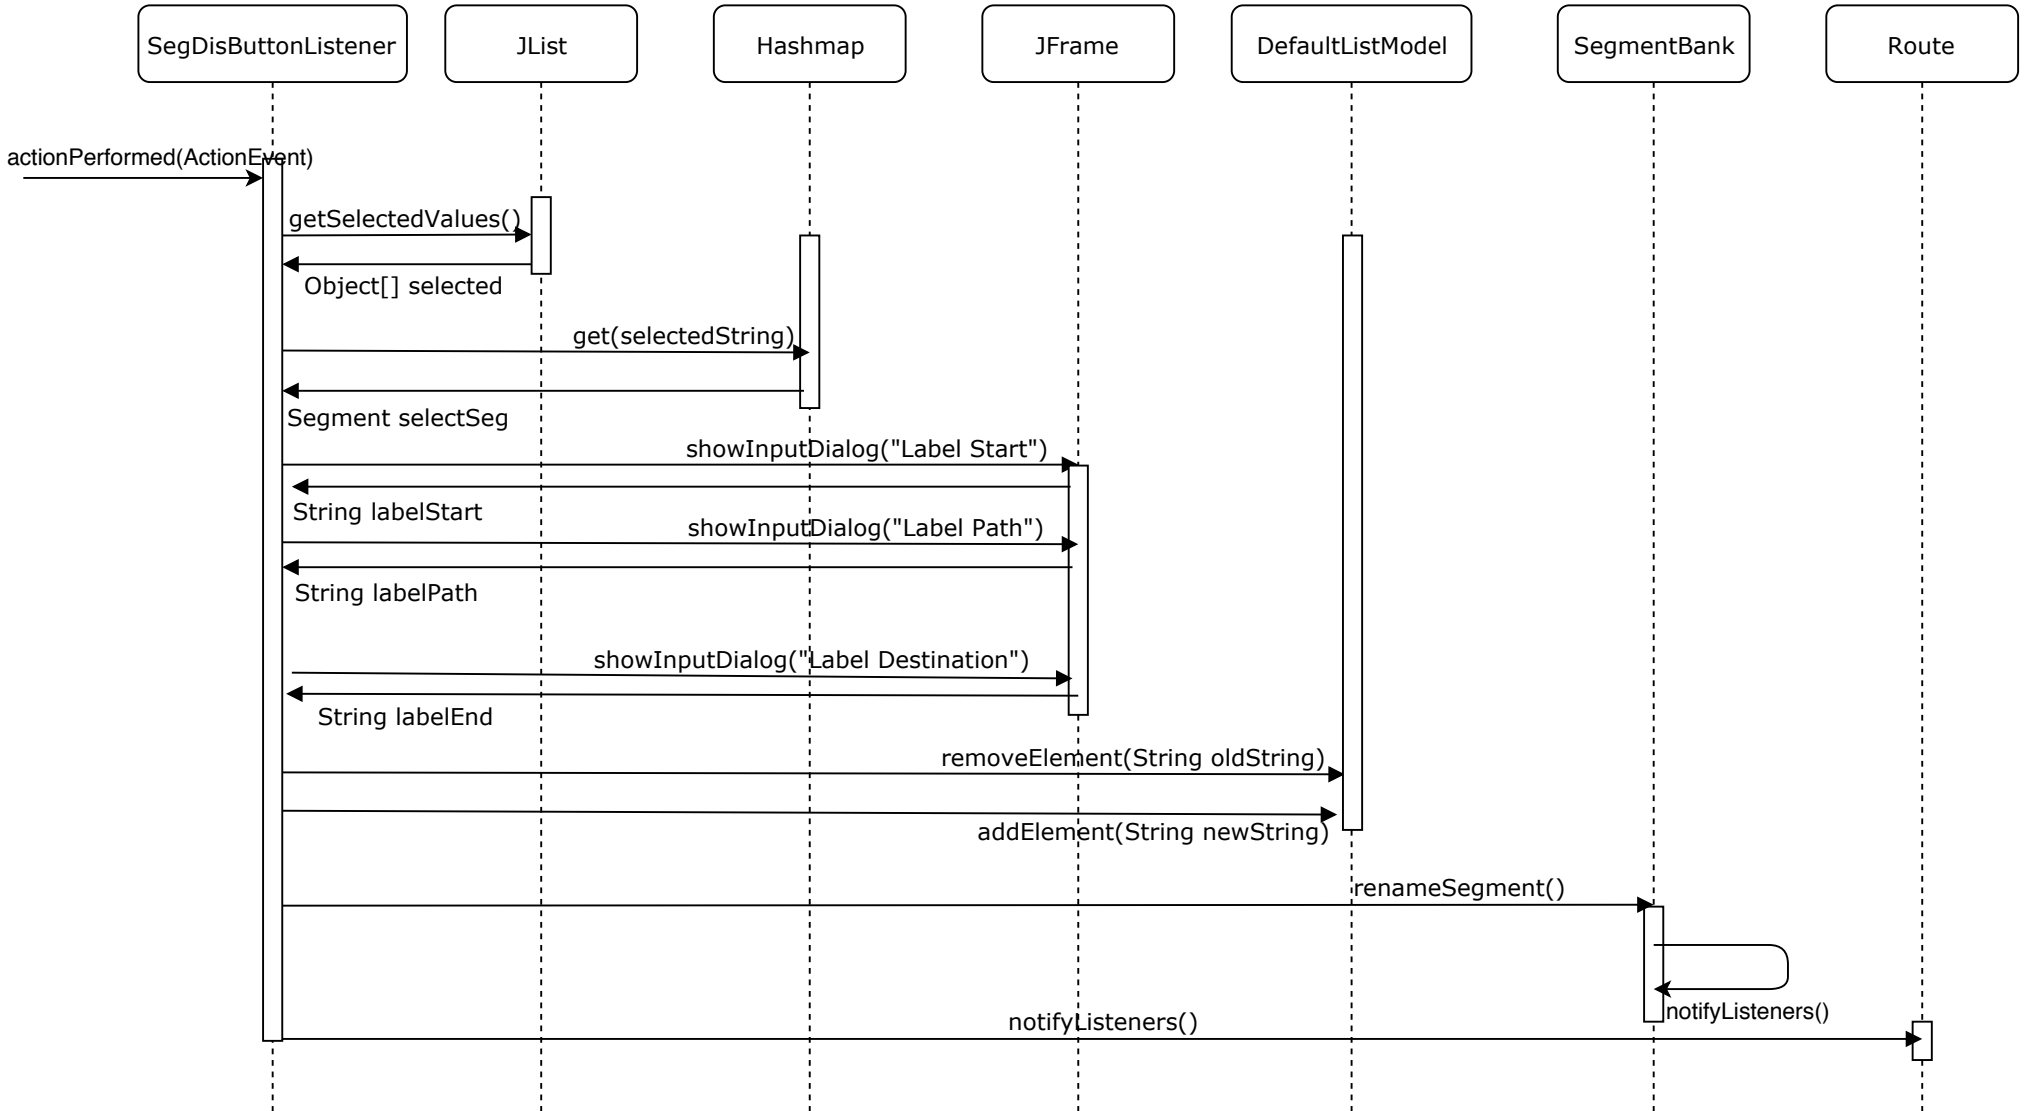 SegDisButtonListener
JList
Hashmap
JFrame
DefaultListModel
SegmentBank
Route
actionPerformed(ActionEvent)
getSelectedValues()
Object[] selected
get(selectedString)
Segment selectSeg
showInputDialog("Label Start")
String labelStart
showInputDialog("Label Path")
String labelPath
showInputDialog("Label Destination")
String labelEnd
removeElement(String oldString)
addElement(String newString)
renameSegment()
notifyListeners()
notifyListeners()